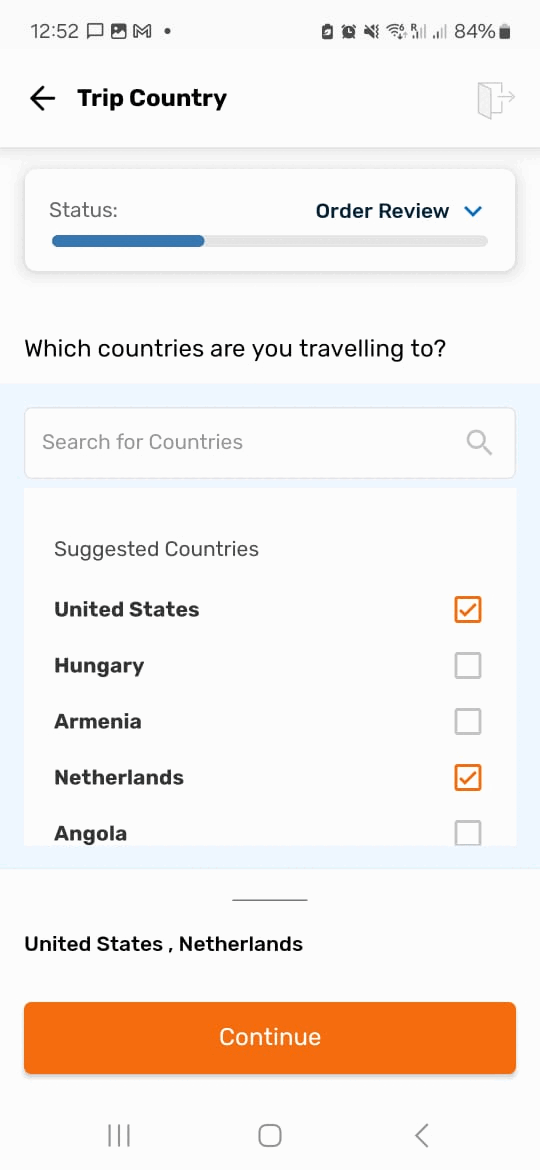 12:52 84%
Trip Country
Status: Order Review
Which countries are you travelling to?
Search for Countries
Suggested Countries
United States
Hungary
Armenia
Netherlands
Angola
United States , Netherlands
Continue